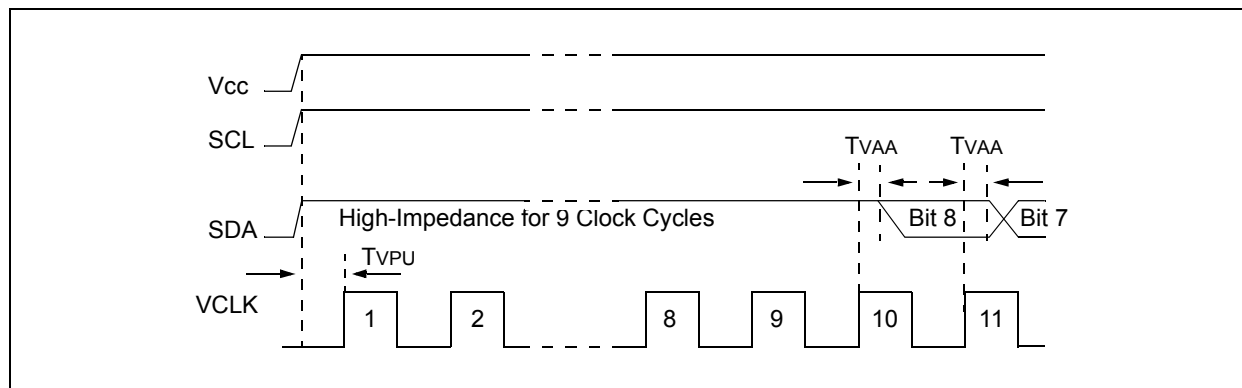 Vcc
SCL
TVAA TVAA
SDA High-Impedance for 9 Clock Cycles Bit 8 Bit 7
TVPU
VCLK
1 2 8 9 10 11